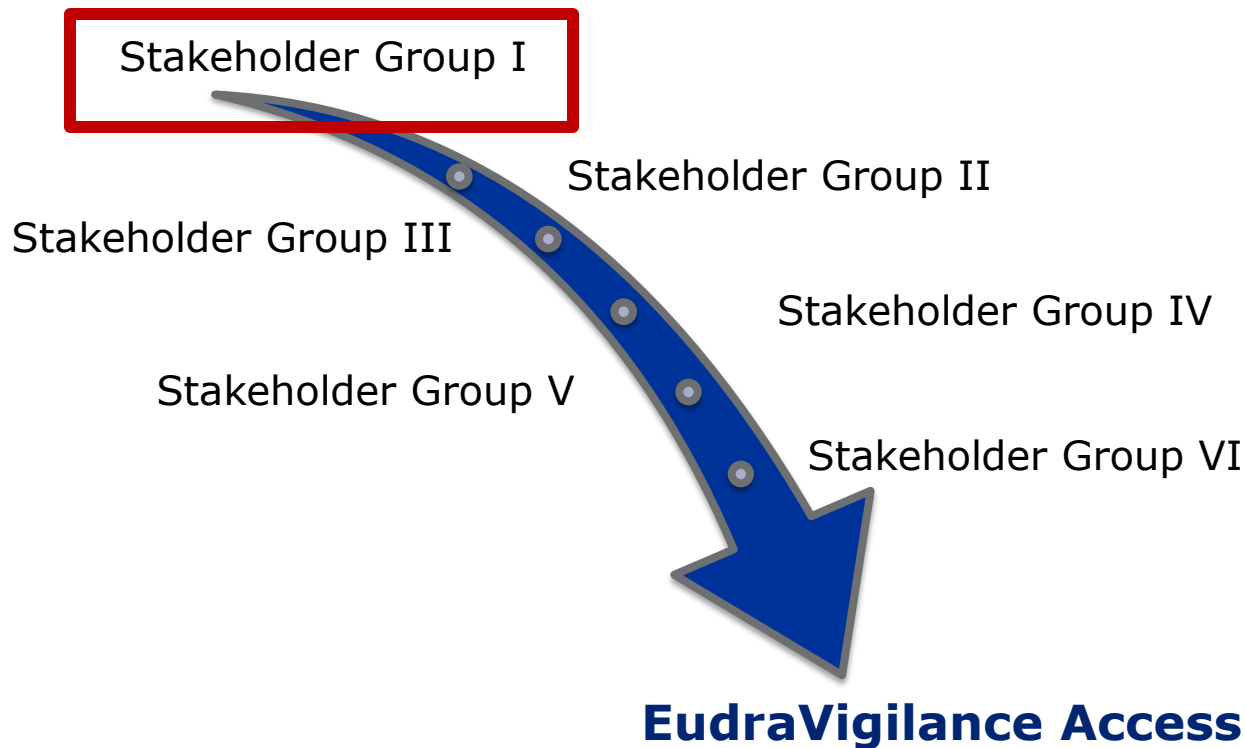 Stakeholder Group I
Stakeholder Group II
Stakeholder Group III
Stakeholder Group IV
Stakeholder Group V
Stakeholder Group VI
EudraVigilance Access